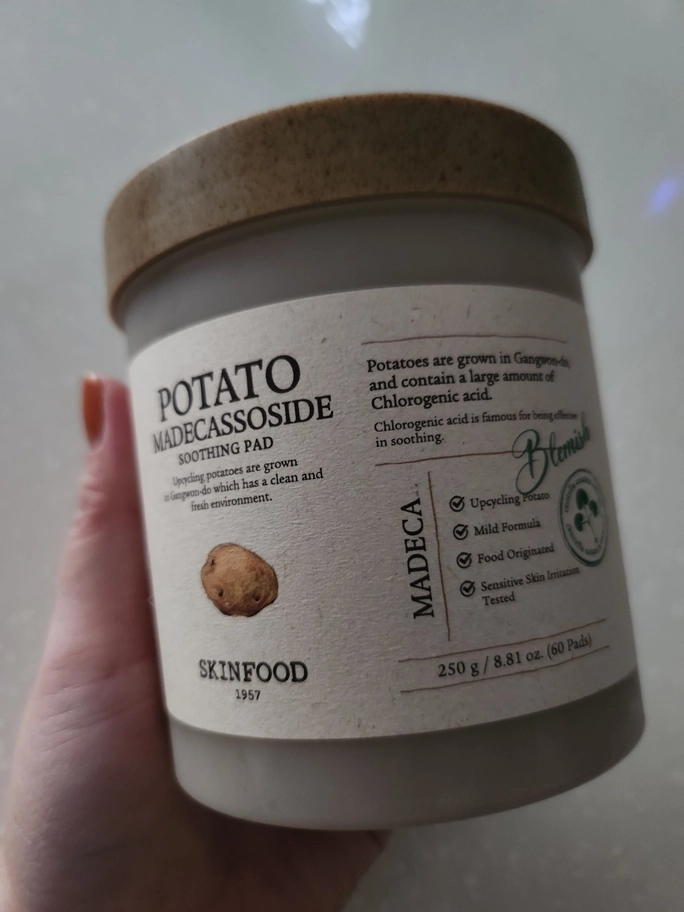 POTATO
MADECASSOSIDE
SOOTHING PAD
Upcycling potatoes are grown
in Gangwon-do which has a clean and
fresh environment.
SKINFOOD
1957
Potatoes are grown in Gangwon-do,
and contain a large amount of
Chlorogenic acid.
Chlorogenic acid is famous for being effective
in soothing.
Blemish
MADECA
Upcycling Potato
Mild Formula
Food Originated
Sensitive Skin Irritation
Tested
250 g / 8.81 oz. (60 Pads)